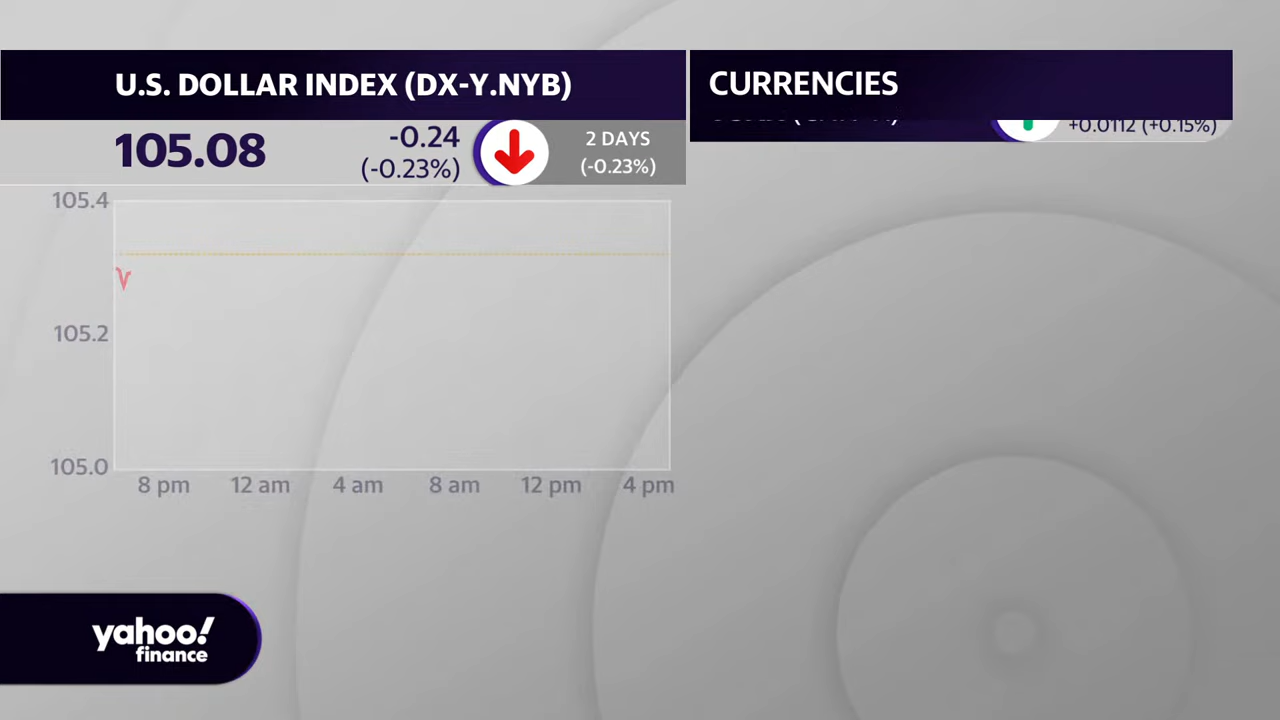 U.S. DOLLAR INDEX (DX-Y.NYB)
105.08
-0.24
(-0.23%)
2 DAYS
(-0.23%)
105.4
105.2
105.0
8 pm 12 am 4 am 8 am 12 pm 4 pm
CURRENCIES
+0.0112 (+0.15%)
yahoo!
finance